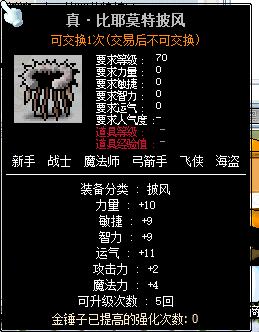 真·比耶莫特披风
可交换1次(交易后不可交换)
要求等级： 70
要求力量： 0
要求敏捷： 0
要求智力： 0
要求运气： 0
要求人气度： -
道具等级： -
道具经验值： -
新手 战士 魔法师 弓箭手 飞侠 海盗
装备分类 : 披风
力量 : +10
敏捷 : +9
智力 : +9
运气 : +11
攻击力 : +2
魔法力 : +4
可升级次数 : 5回
金锤子已提高的强化次数: 0